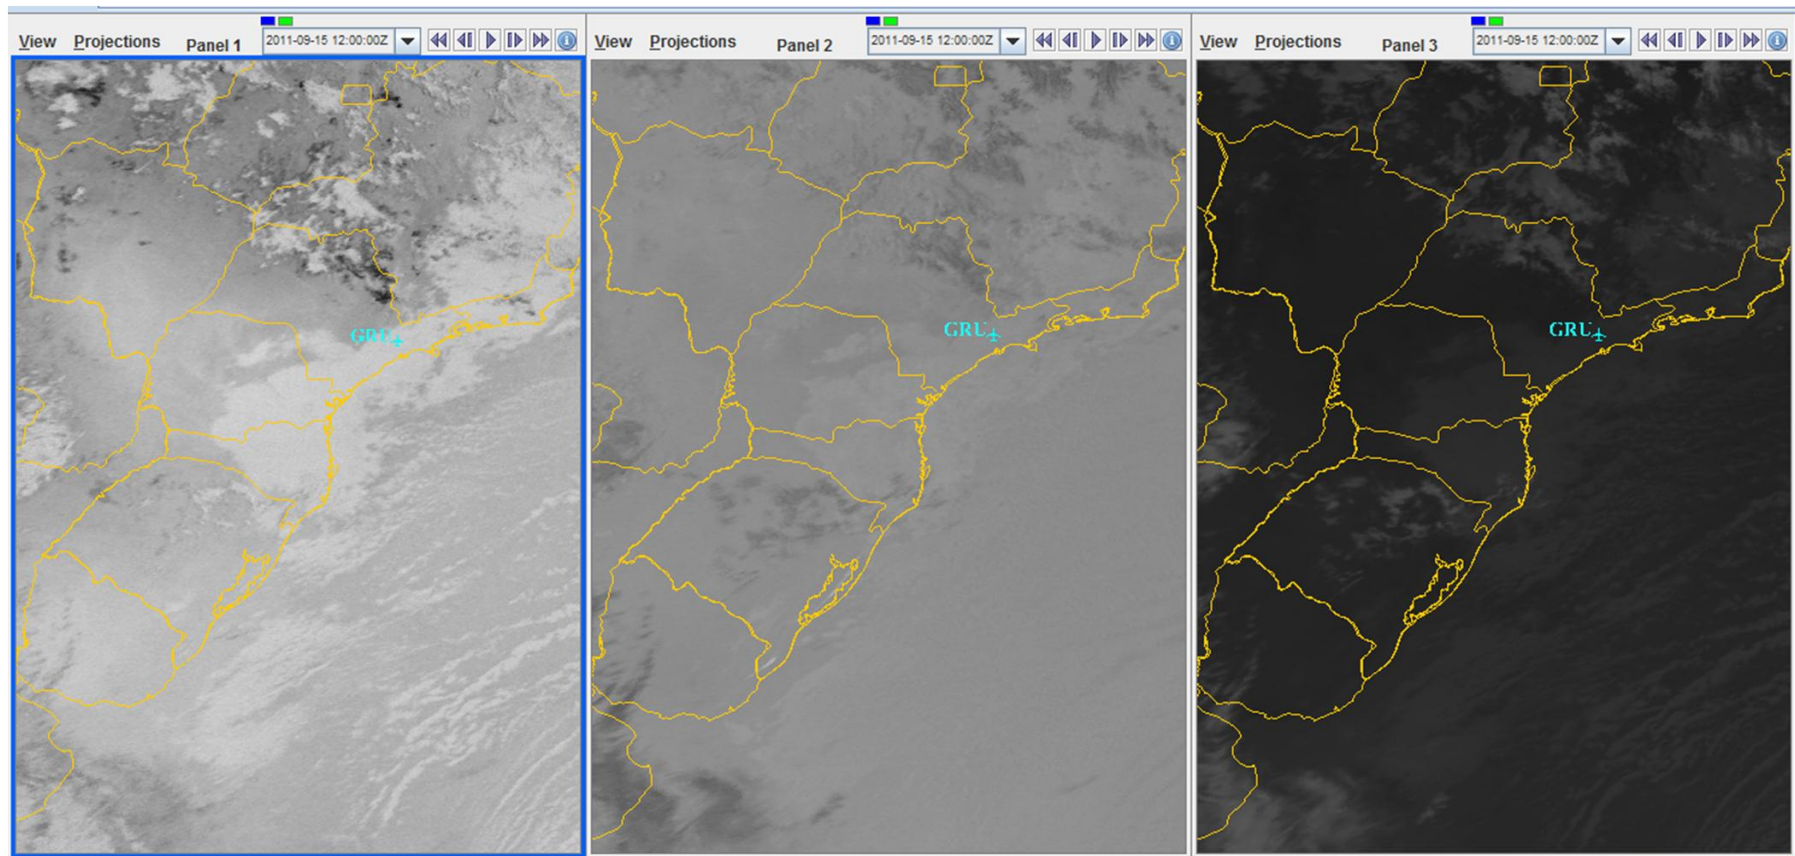 View Projections Panel 1 2011-09-15 12:00:00Z
View Projections Panel 2 2011-09-15 12:00:00Z
View Projections Panel 3 2011-09-15 12:00:00Z
GRU
GRU
GRU